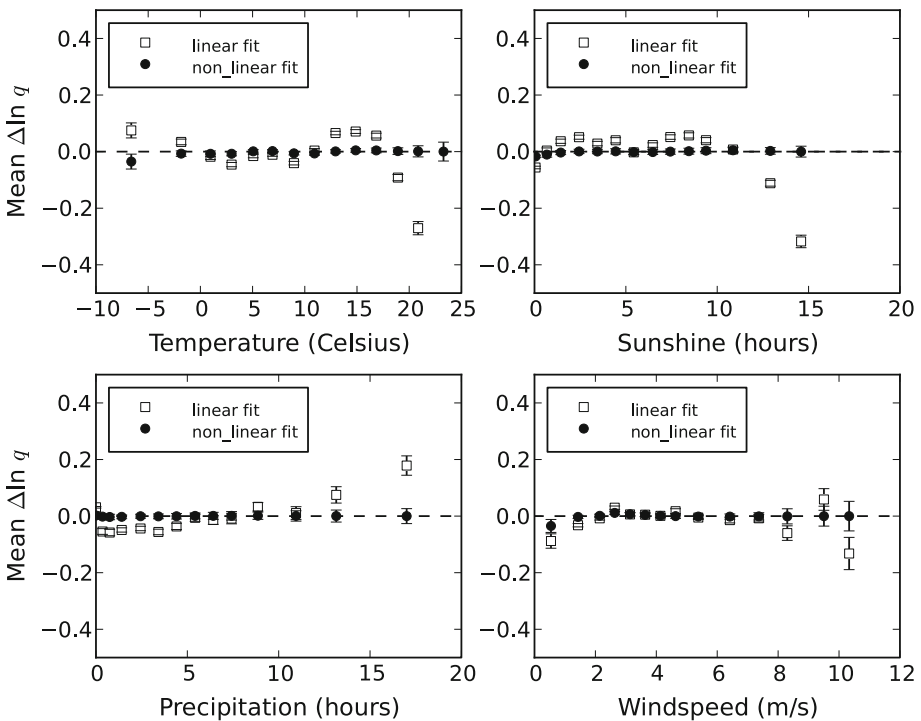 0.4
0.2
0.0
−0.2
−0.4
Mean Δln q
linear fit
non_linear fit
−10 −5 0 5 10 15 20 25
Temperature (Celsius)
0.4
0.2
0.0
−0.2
−0.4
linear fit
non_linear fit
0 5 10 15 20
Sunshine (hours)
0.4
0.2
0.0
−0.2
−0.4
Mean Δln q
linear fit
non_linear fit
0 5 10 15 20
Precipitation (hours)
0.4
0.2
0.0
−0.2
−0.4
linear fit
non_linear fit
0 2 4 6 8 10 12
Windspeed (m/s)